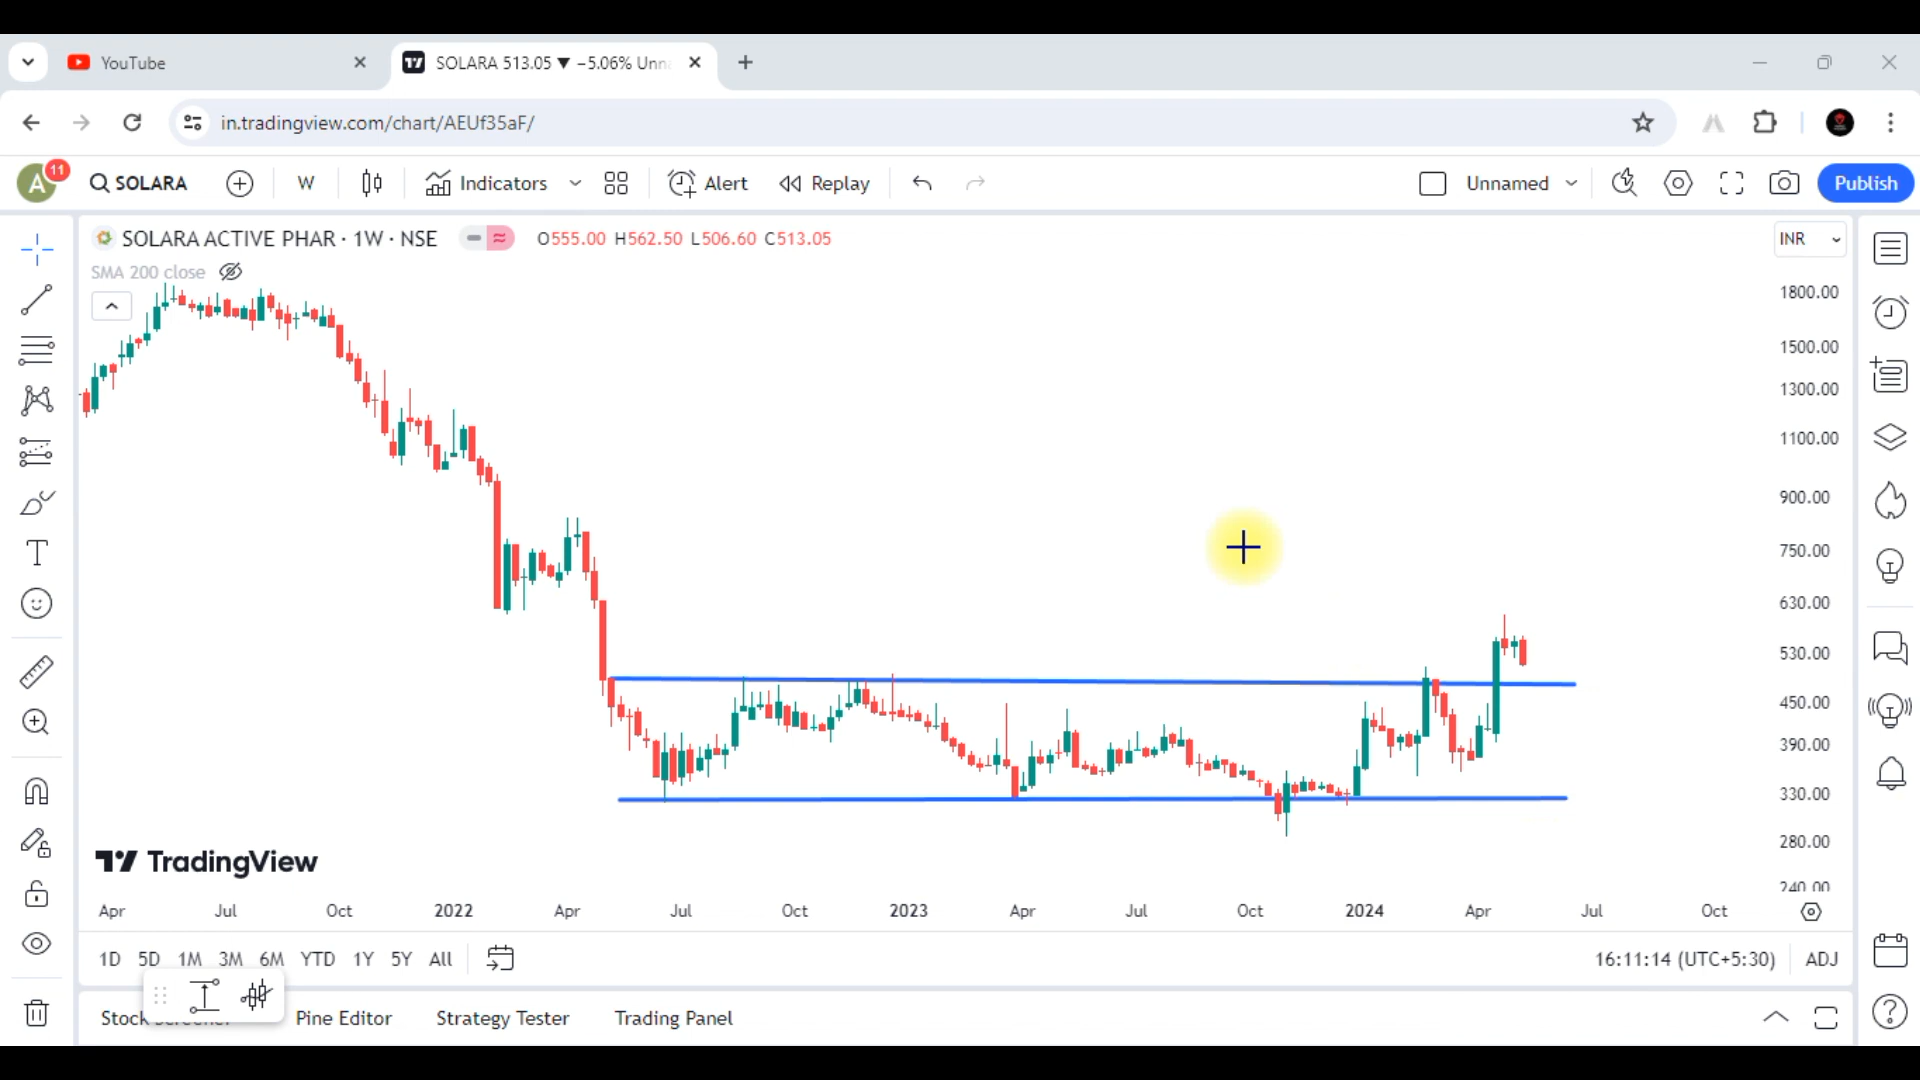 YouTube
SOLARA 513.05 ▼ −5.06% Unn
in.tradingview.com/chart/AEUf35aF/
A 11 SOLARA W Indicators Alert Replay Unnamed Publish
SOLARA ACTIVE PHAR · 1W · NSE O555.00 H562.50 L506.60 C513.05 INR
SMA 200 close
1800.00
1500.00
1300.00
1100.00
900.00
750.00
630.00
530.00
450.00
390.00
330.00
280.00
240.00
TradingView
Apr Jul Oct 2022 Apr Jul Oct 2023 Apr Jul Oct 2024 Apr Jul Oct
1D 5D 1M 3M 6M YTD 1Y 5Y All 16:11:14 (UTC+5:30) ADJ
Stock Screener Pine Editor Strategy Tester Trading Panel